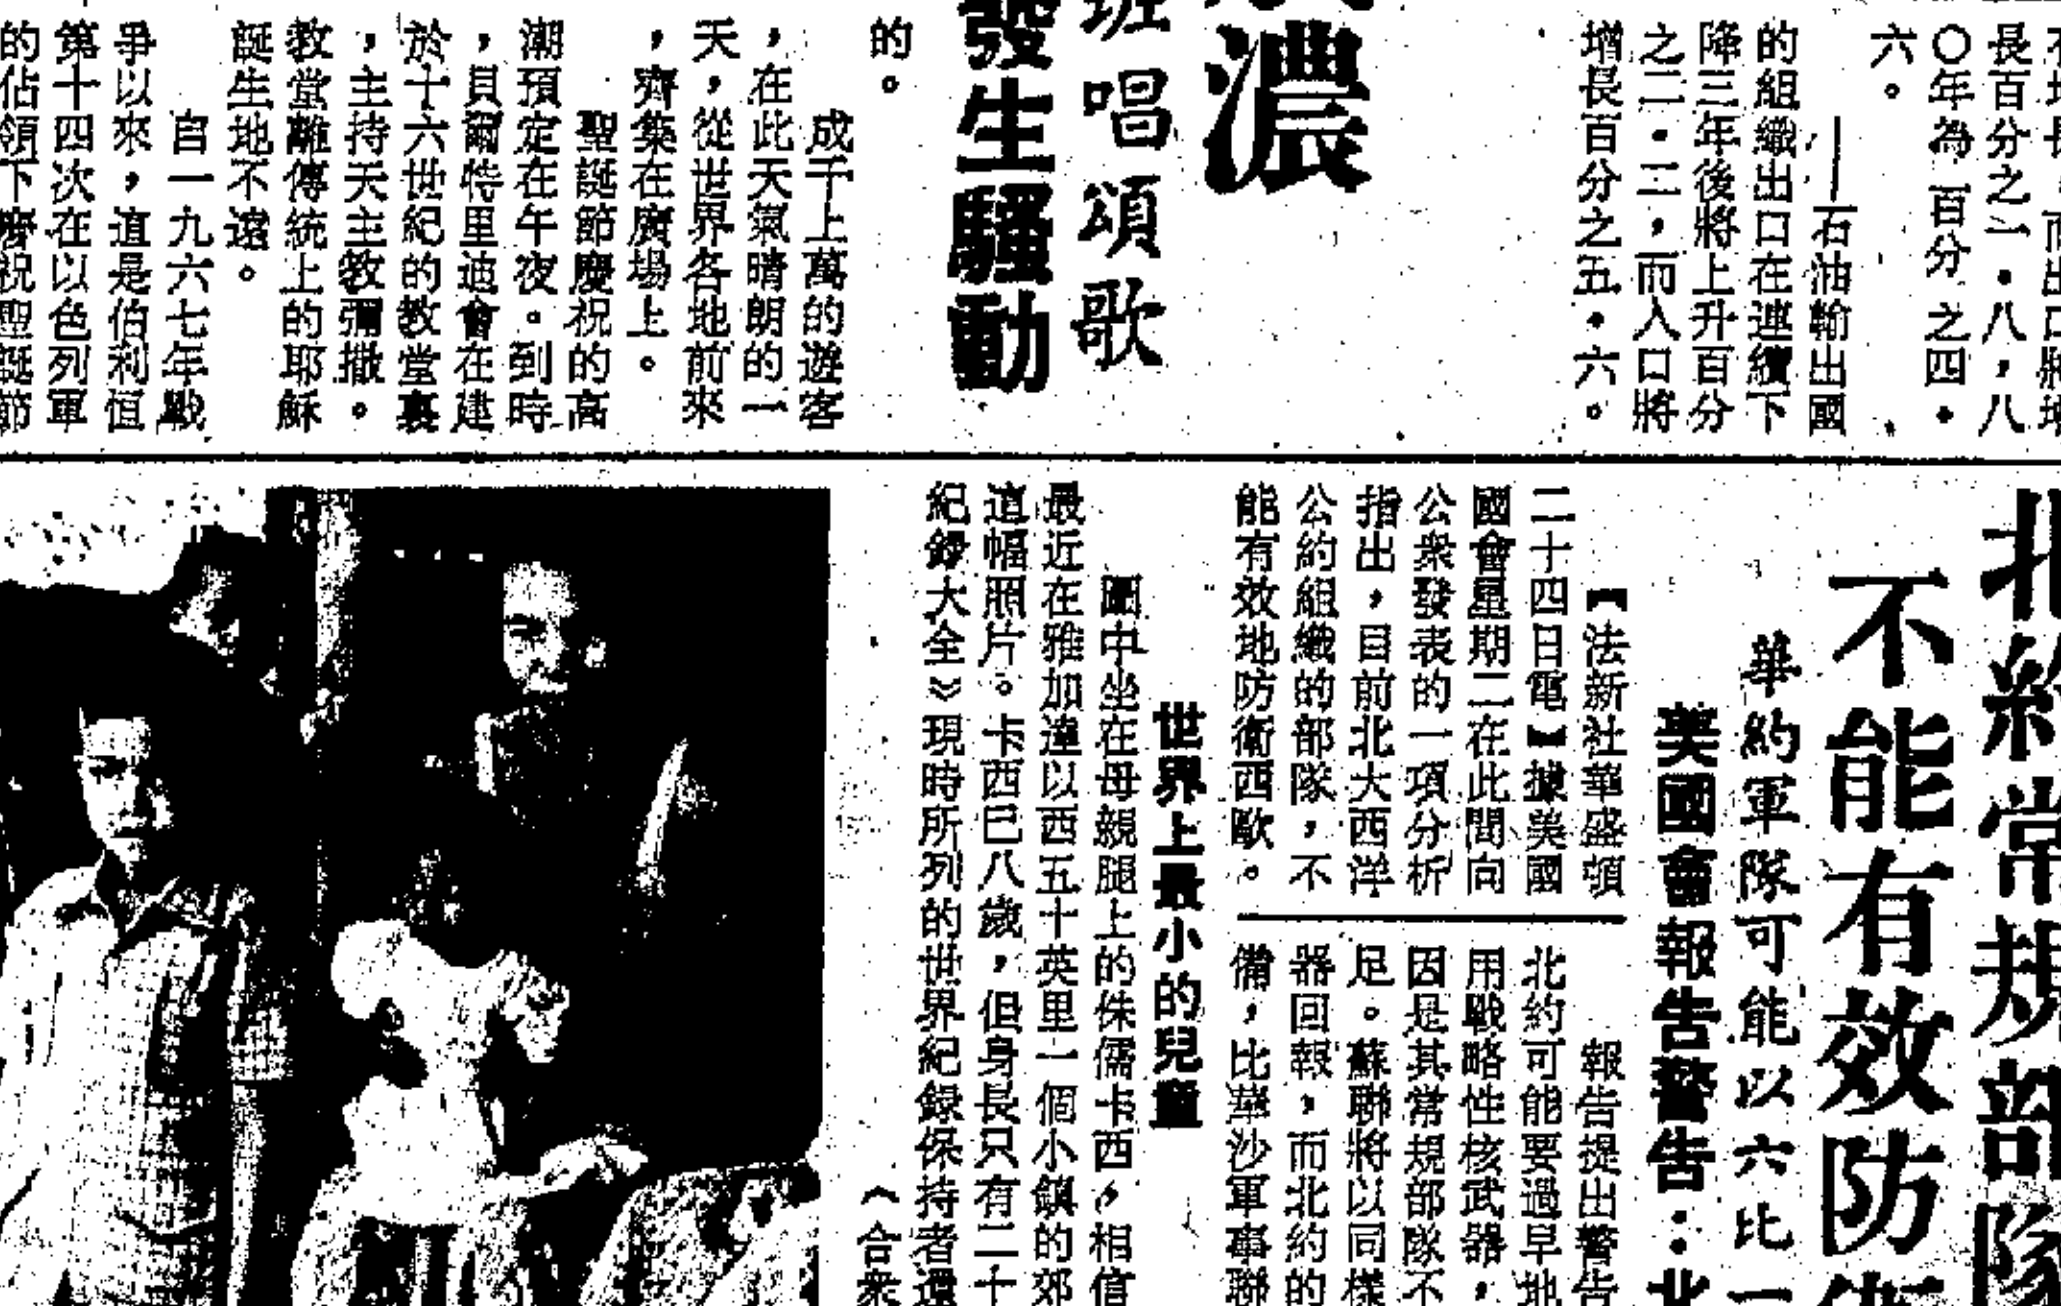 長百分之二・八，八
〇年為百分之四・
六。
——石油輸出國
的組織出口在連續下
降三年後將上升百分
之二・二，而入口將
增長百分之五・六。
濃
班唱頌歌
發生騷動
的。
成千上萬的遊客
，在此天氣晴朗的一
天，從世界各地前來
，齊集在廣場上。
聖誕節慶祝的高
潮預定在午夜。到時
，貝爾特里迪會在建
於十六世紀的教堂裏
，主持天主教彌撒。
教堂離傳統上的耶穌
誕生地不遠。
自一九六七年戰
爭以來，這是伯利恒
第十四次在以色列軍
的佔領下慶祝聖誕節
北約常規部隊
不能有效防衛
華約軍隊可能以六比一
美國會報告警告：北
【法新社華盛頓
二十四日電】據美國
國會星期二在此間向
公衆發表的一項分析
指出，目前北大西洋
公約組織的部隊，不
能有效地防衛西歐。
報告提出警告
北約可能要過早地
用戰略性核武器，
因是其常規部隊不
足。蘇聯將以同樣
器回報，而北約的
備，比華沙軍事聯
世界上最小的兒童
圖中坐在母親腿上的侏儒卡西，相信
最近在雅加達以西五十英里一個小鎮的郊
這幅照片。卡西已八歲，但身長只有二十
紀錄大全》現時所列的世界紀錄保持者還
（合衆